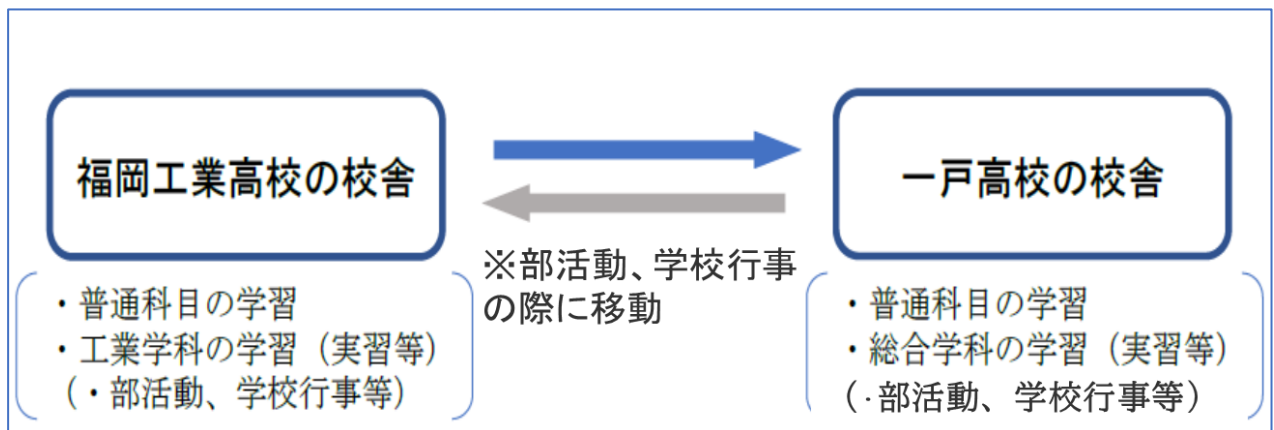 福岡工業高校の校舎
一戸高校の校舎
※部活動、学校行事
の際に移動
・普通科目の学習
・工業学科の学習（実習等）
（・部活動、学校行事等）
・普通科目の学習
・総合学科の学習（実習等）
（・部活動、学校行事等）